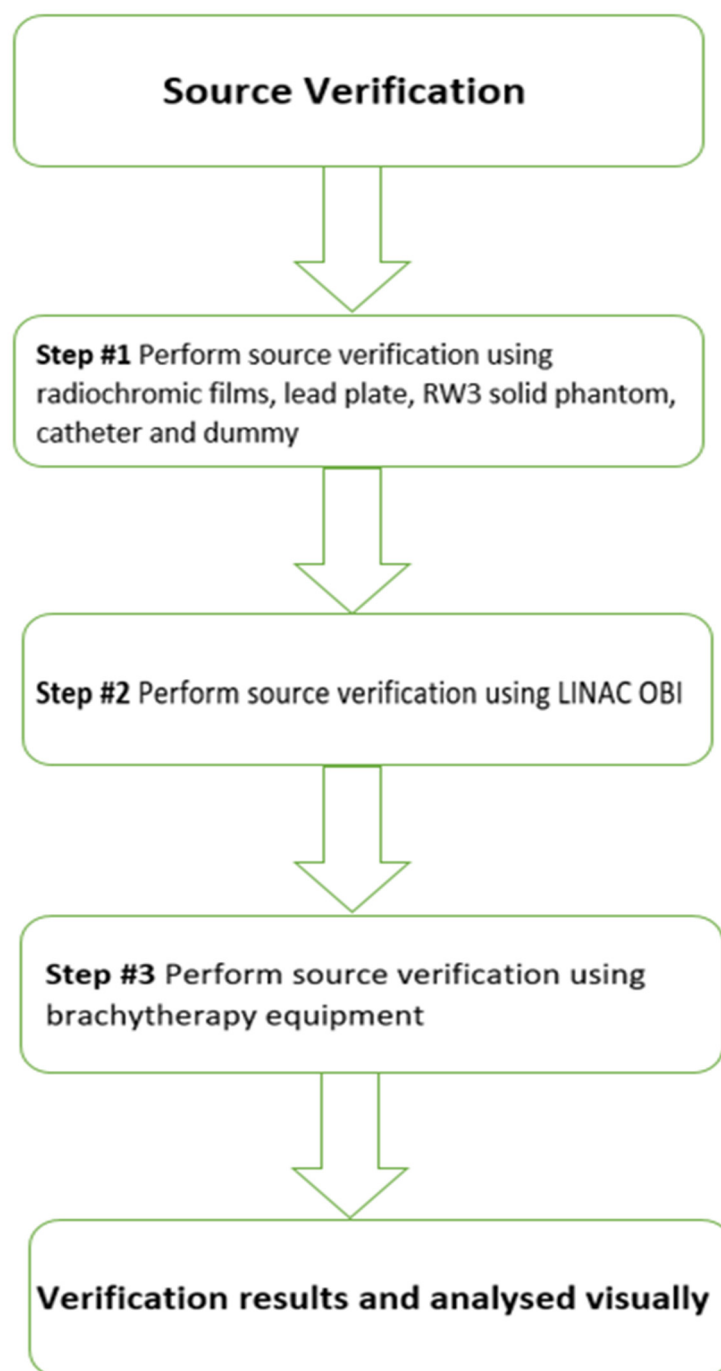 Source Verification
Step #1 Perform source verification using
radiochromic films, lead plate, RW3 solid phantom,
catheter and dummy
Step #2 Perform source verification using LINAC OBI
Step #3 Perform source verification using
brachytherapy equipment
Verification results and analysed visually